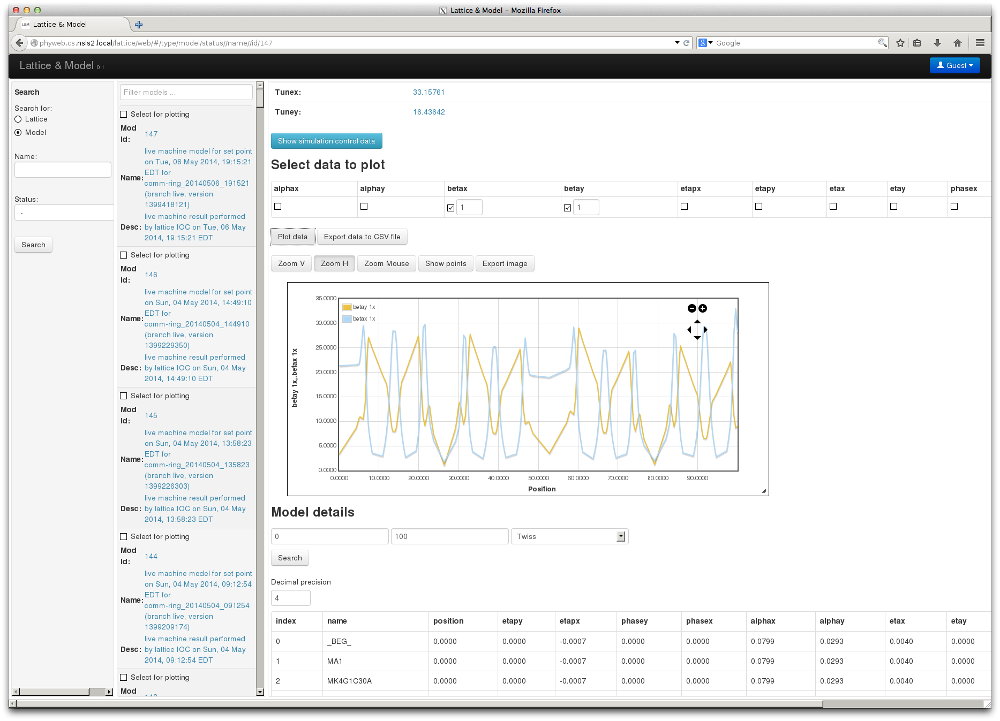 Lattice & Model - Mozilla Firefox
L&M Lattice & Model
phyweb.cs.nsls2.local/lattice/web/#/type/model/status//name//id/147
8 Google
Lattice & Model 0.1
Guest
Search
Search for:
Lattice
Model
Name:
Status:
-
Search
Filter models ...
Select for plotting
Mod Id: 147
Name: live machine model for set point
on Tue, 06 May 2014, 19:15:21
EDT for
comm-ring_20140506_191521
(branch live, version
1399418121)
Desc: live machine result performed
by lattice IOC on Tue, 06 May
2014, 19:15:21 EDT
Select for plotting
Mod Id: 146
Name: live machine model for set point
on Sun, 04 May 2014, 14:49:10
EDT for
comm-ring_20140504_144910
(branch live, version
1399229350)
Desc: live machine result performed
by lattice IOC on Sun, 04 May
2014, 14:49:10 EDT
Select for plotting
Mod Id: 145
Name: live machine model for set point
on Sun, 04 May 2014, 13:58:23
EDT for
comm-ring_20140504_135823
(branch live, version
1399226303)
Desc: live machine result performed
by lattice IOC on Sun, 04 May
2014, 13:58:23 EDT
Select for plotting
Mod Id: 144
Name: live machine model for set point
on Sun, 04 May 2014, 09:12:54
EDT for
comm-ring_20140504_091254
(branch live, version
1399209174)
Desc: live machine result performed
by lattice IOC on Sun, 04 May
2014, 09:12:54 EDT
Select for plotting
Mod
Tunex: 33.15761
Tuney: 16.43642
Show simulation control data
Select data to plot
alphax alphay betax betay etapx etapy etax etay phasex
1 1
Plot data Export data to CSV file
Zoom V Zoom H Zoom Mouse Show points Export image
betay 1x
betax 1x
35.0000
30.0000
25.0000
20.0000
15.0000
10.0000
5.0000
0.0000
betay 1x,.betax 1x
0.0000 10.0000 20.0000 30.0000 40.0000 50.0000 60.0000 70.0000 80.0000 90.0000
Position
Model details
0 100 Twiss
Search
Decimal precision
4
index name position etapy etapx phasey phasex alphax alphay etax etay
0 _BEG_ 0.0000 0.0000 -0.0007 0.0000 0.0000 0.0799 0.0293 0.0040 0.0000
1 MA1 0.0000 0.0000 -0.0007 0.0000 0.0000 0.0799 0.0293 0.0040 0.0000
2 MK4G1C30A 0.0000 0.0000 -0.0007 0.0000 0.0000 0.0799 0.0293 0.0040 0.0000